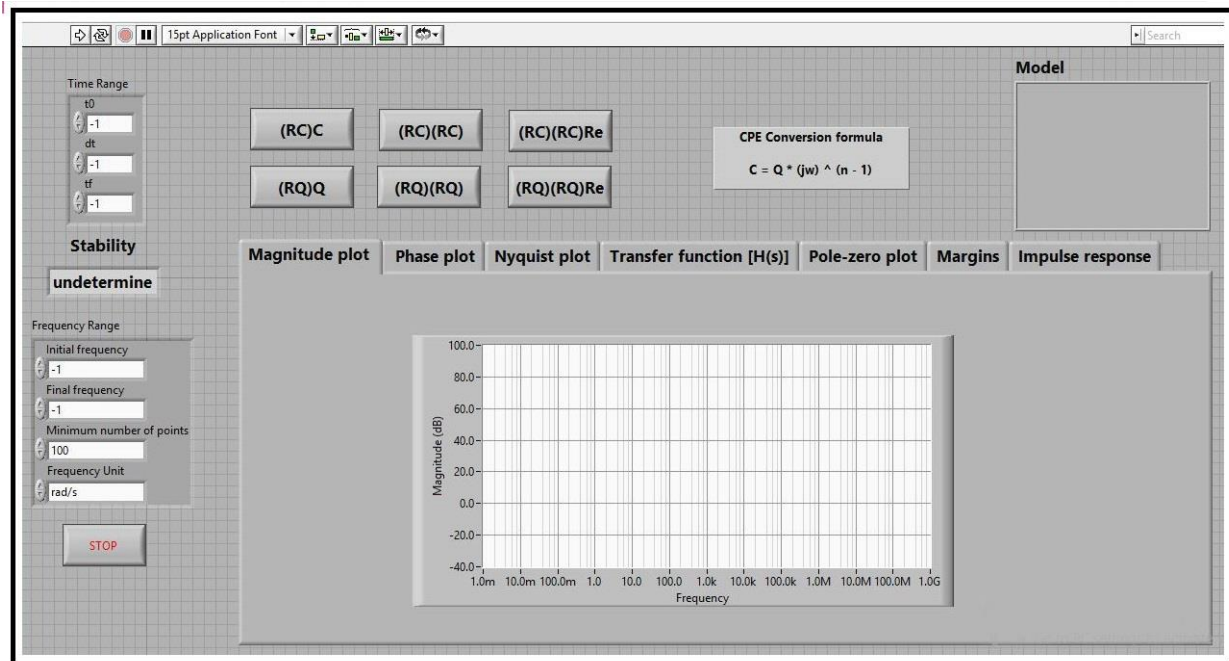 15pt Application Font
Search
Time Range
t0
-1
dt
-1
tf
-1
Stability
undetermine
Frequency Range
Initial frequency
-1
Final frequency
-1
Minimum number of points
100
Frequency Unit
rad/s
STOP
(RC)C
(RC)(RC)
(RC)(RC)Re
(RQ)Q
(RQ)(RQ)
(RQ)(RQ)Re
CPE Conversion formula
C = Q * (jw) ^ (n - 1)
Model
Magnitude plot
Phase plot
Nyquist plot
Transfer function [H(s)]
Pole-zero plot
Margins
Impulse response
Magnitude (dB)
100.0
80.0
60.0
40.0
20.0
0.0
-20.0
-40.0
1.0m 10.0m 100.0m 1.0 10.0 100.0 1.0k 10.0k 100.0k 1.0M 10.0M 100.0M 1.0G
Frequency